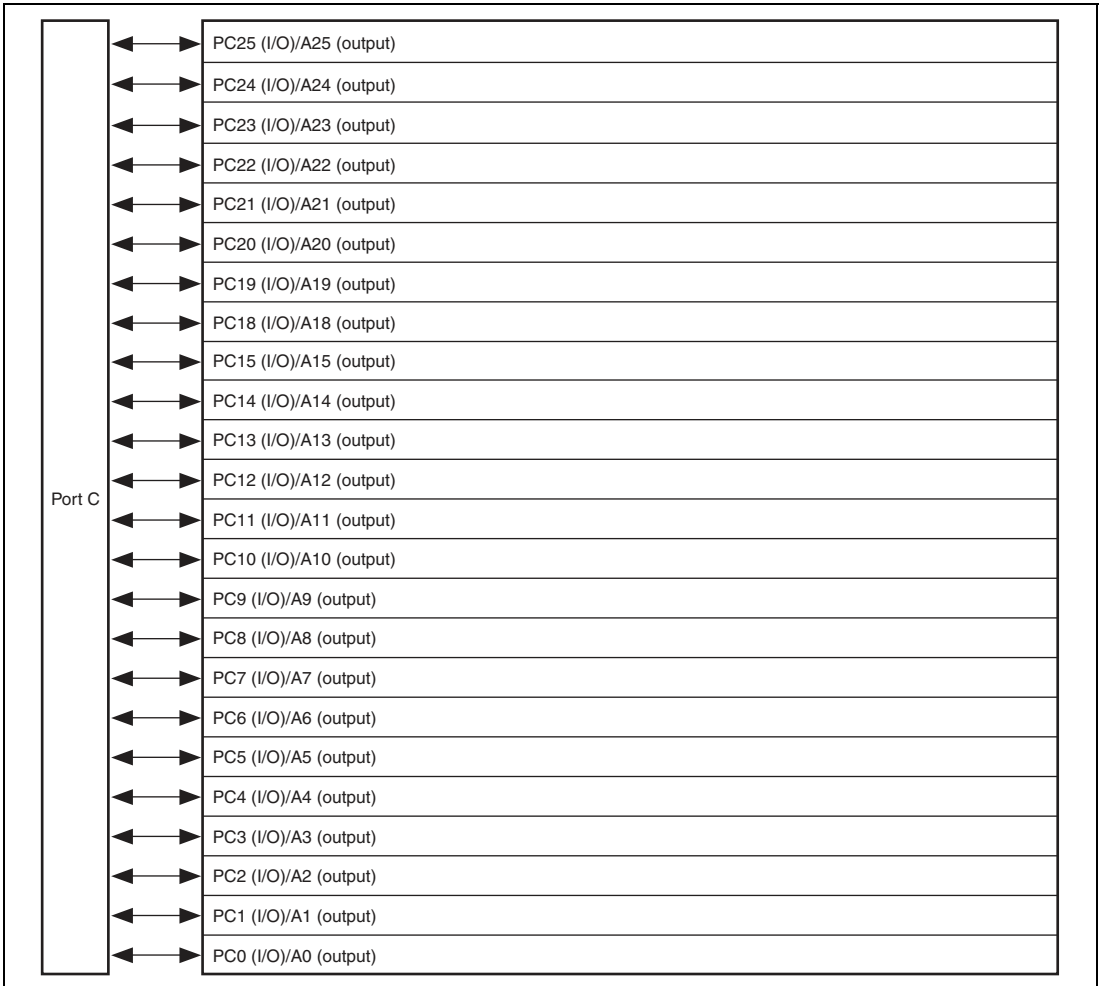 PC25 (I/O)/A25 (output)
PC24 (I/O)/A24 (output)
PC23 (I/O)/A23 (output)
PC22 (I/O)/A22 (output)
PC21 (I/O)/A21 (output)
PC20 (I/O)/A20 (output)
PC19 (I/O)/A19 (output)
PC18 (I/O)/A18 (output)
PC15 (I/O)/A15 (output)
PC14 (I/O)/A14 (output)
PC13 (I/O)/A13 (output)
PC12 (I/O)/A12 (output)
Port C
PC11 (I/O)/A11 (output)
PC10 (I/O)/A10 (output)
PC9 (I/O)/A9 (output)
PC8 (I/O)/A8 (output)
PC7 (I/O)/A7 (output)
PC6 (I/O)/A6 (output)
PC5 (I/O)/A5 (output)
PC4 (I/O)/A4 (output)
PC3 (I/O)/A3 (output)
PC2 (I/O)/A2 (output)
PC1 (I/O)/A1 (output)
PC0 (I/O)/A0 (output)